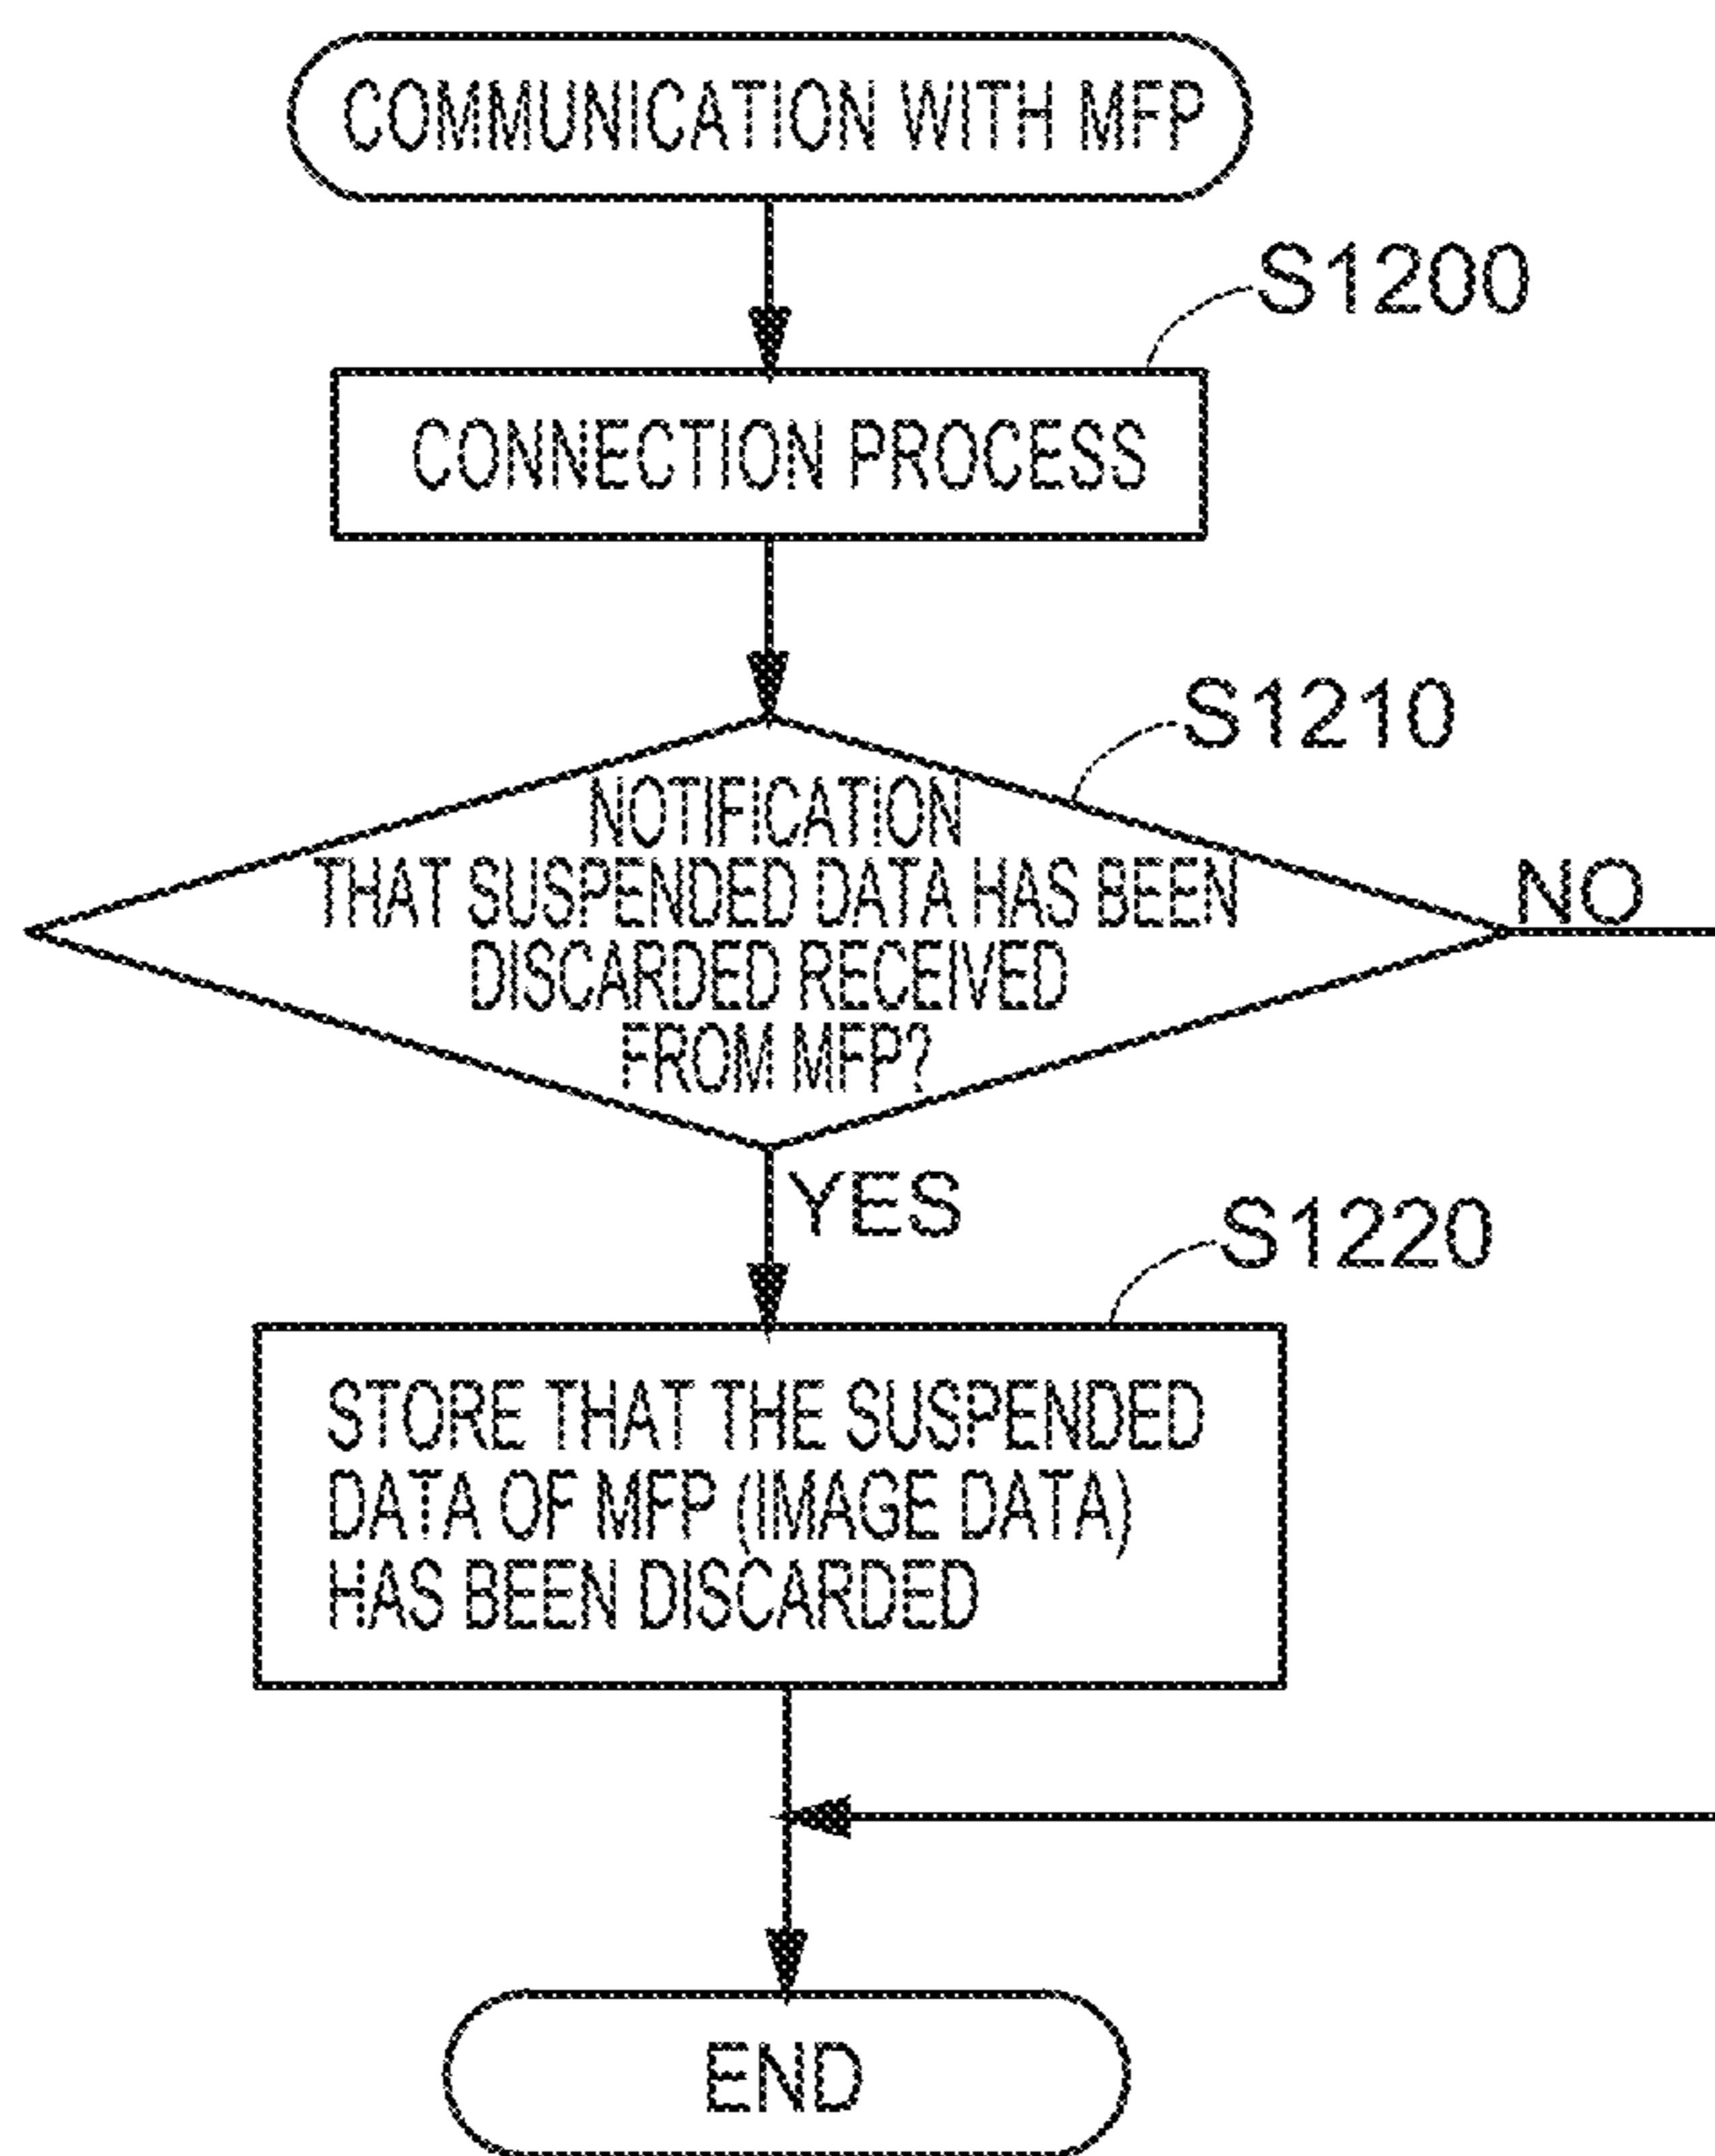 COMMUNICATION WITH MFP
S1200
CONNECTION PROCESS
S1210
NOTIFICATION
THAT SUSPENDED DATA HAS BEEN
DISCARDED RECEIVED
FROM MFP?
NO
YES
S1220
STORE THAT THE SUSPENDED
DATA OF MFP (IMAGE DATA)
HAS BEEN DISCARDED
END